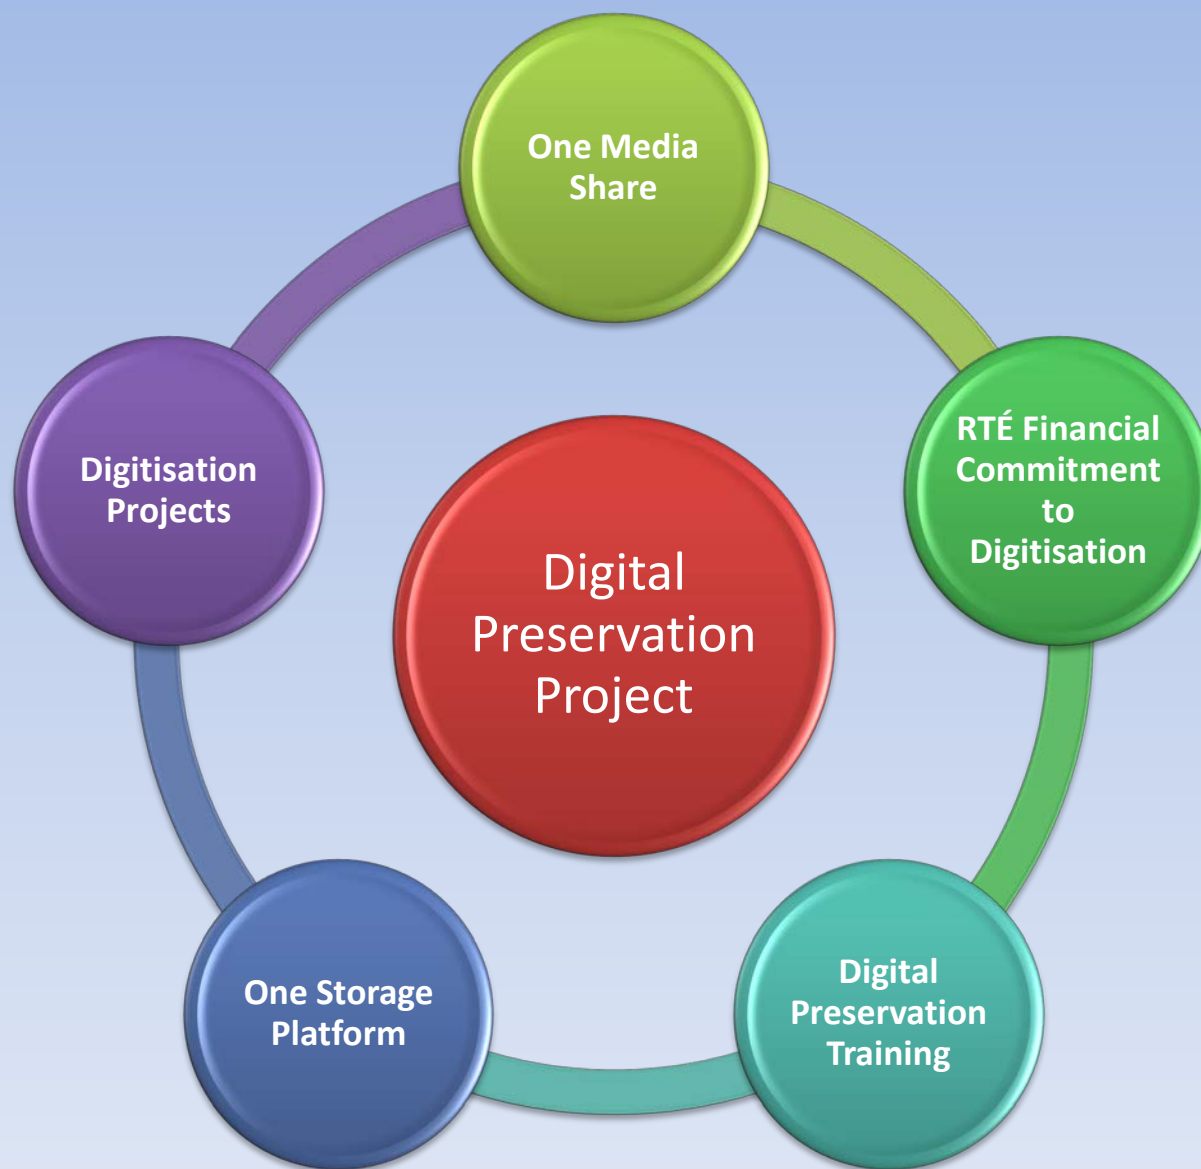 One Media
Share
RTÉ Financial
Commitment
to
Digitisation
Digital
Preservation
Training
One Storage
Platform
Digitisation
Projects
Digital
Preservation
Project